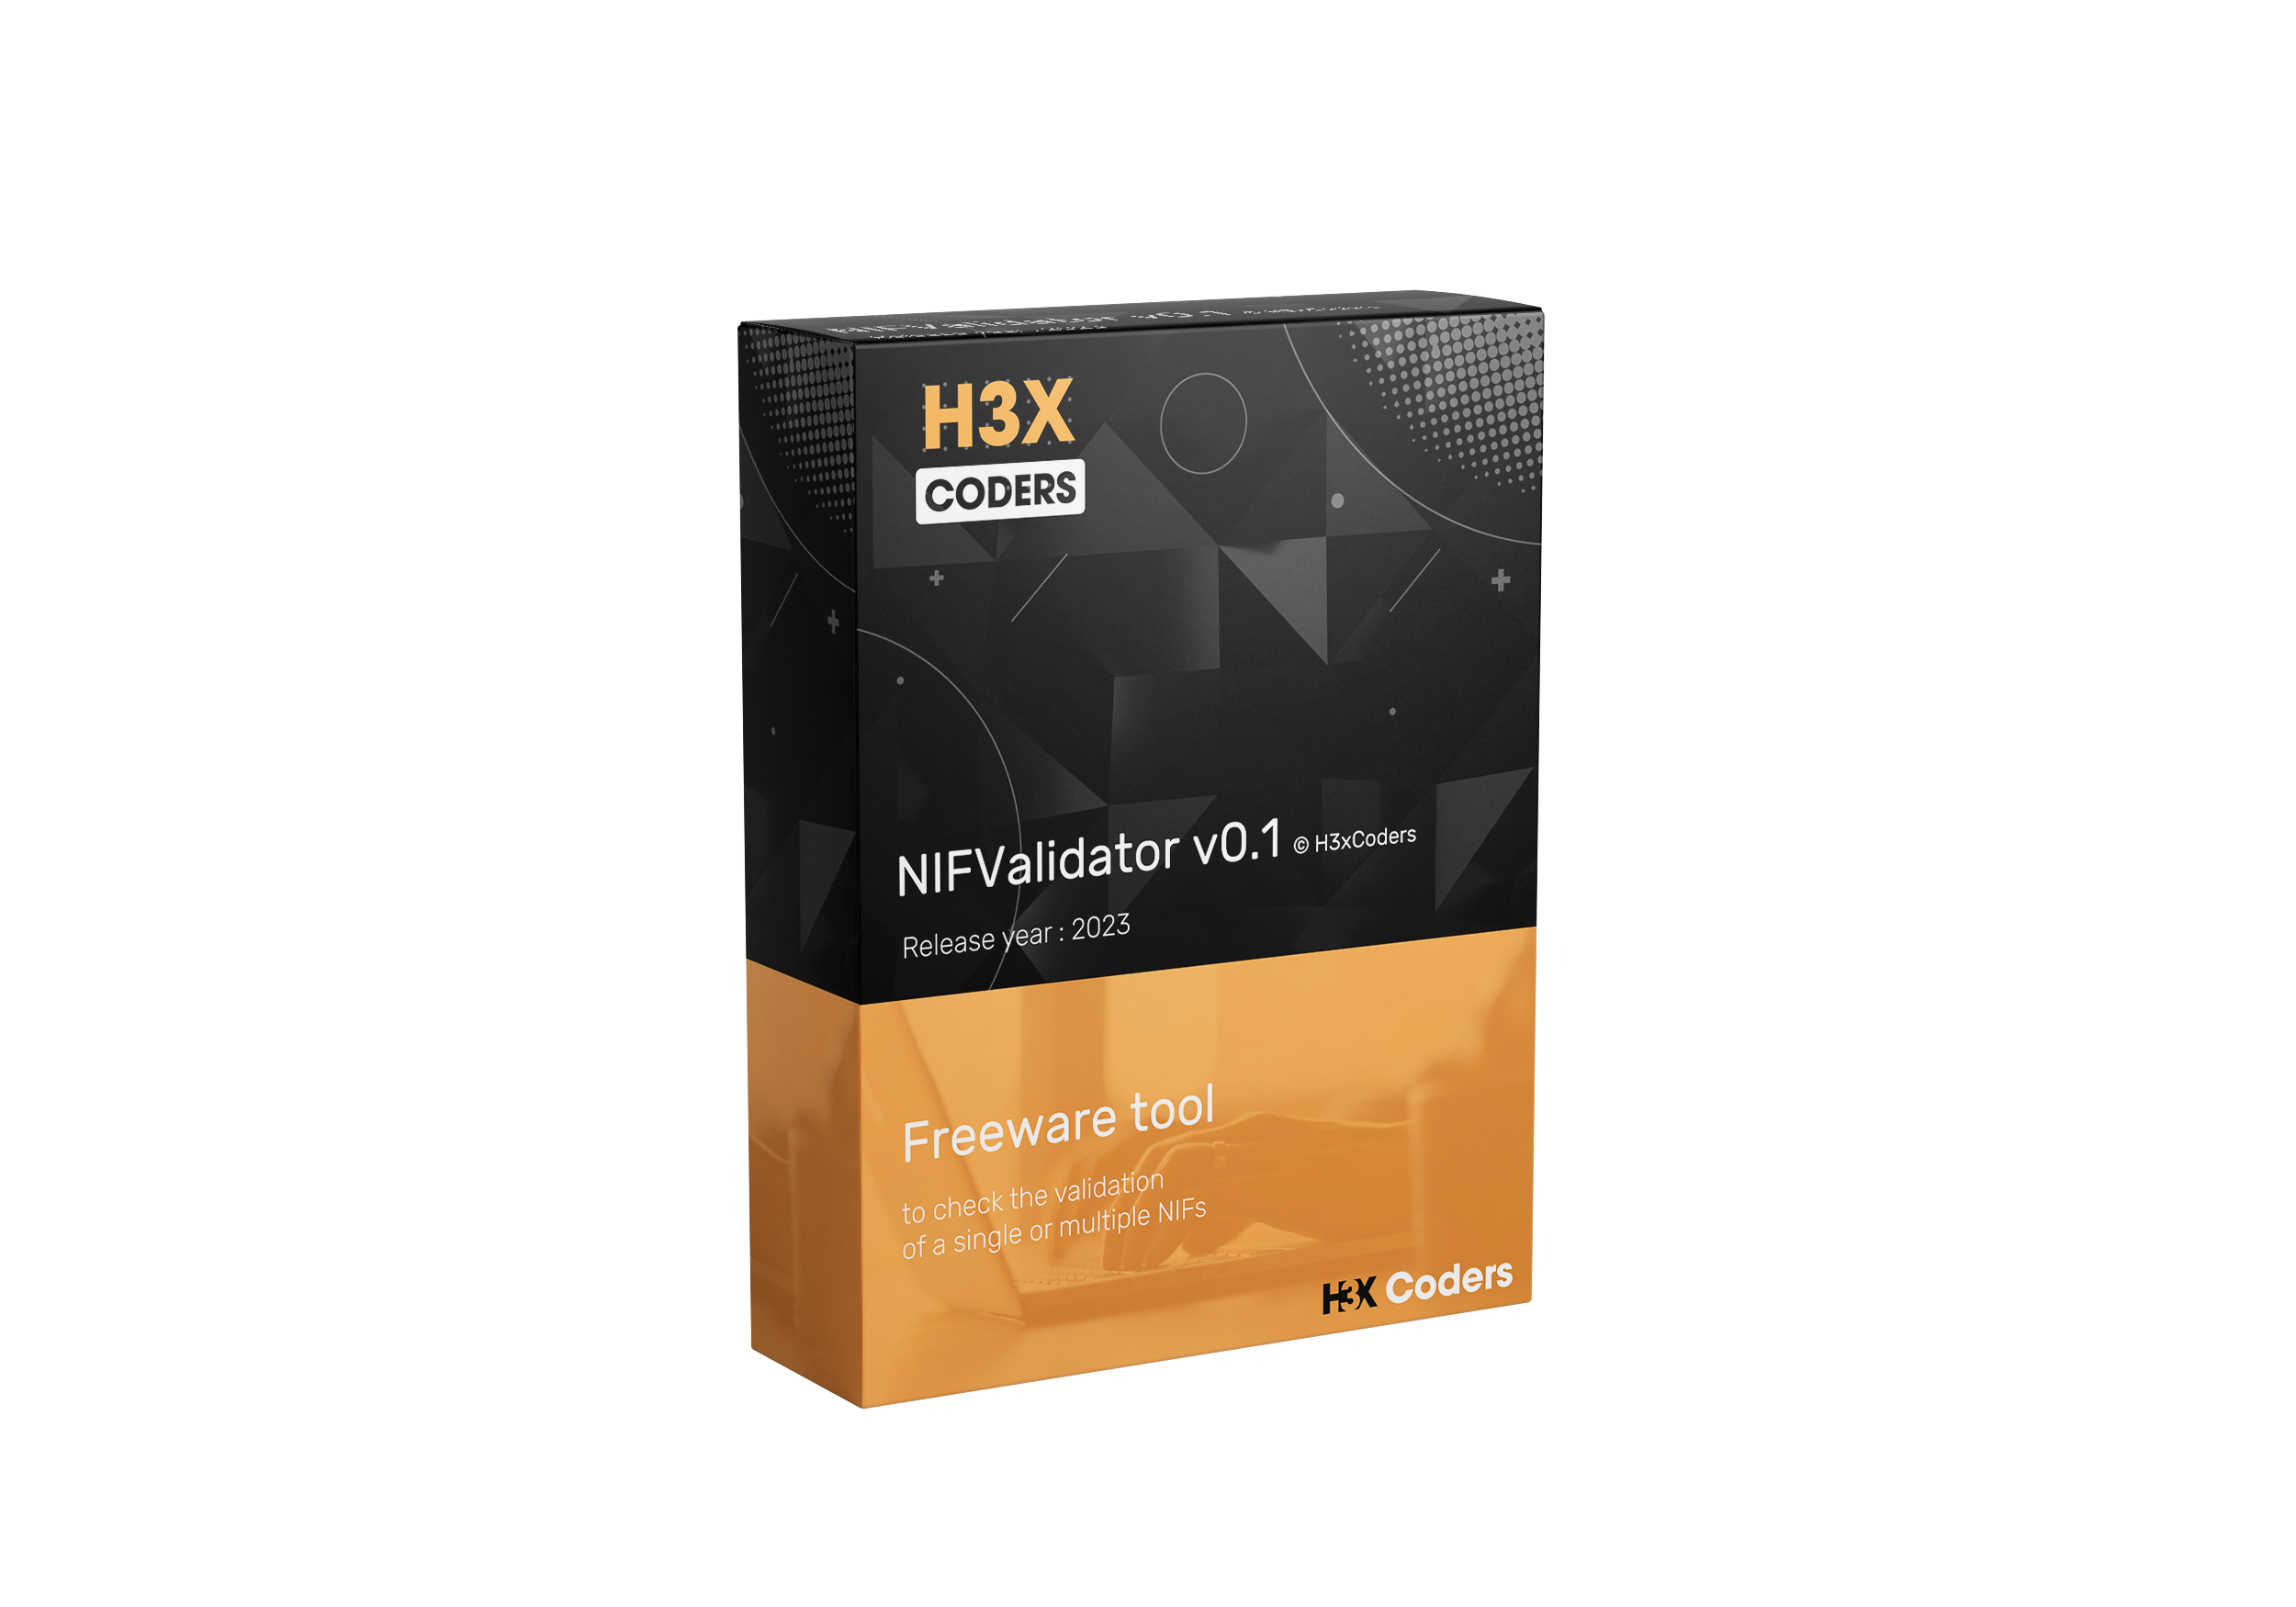 H3X
CODERS
NIFValidator v0.1 © H3xCoders
Release year : 2023
Freeware tool
to check the validation
of a single or multiple NIFs
H3X Coders